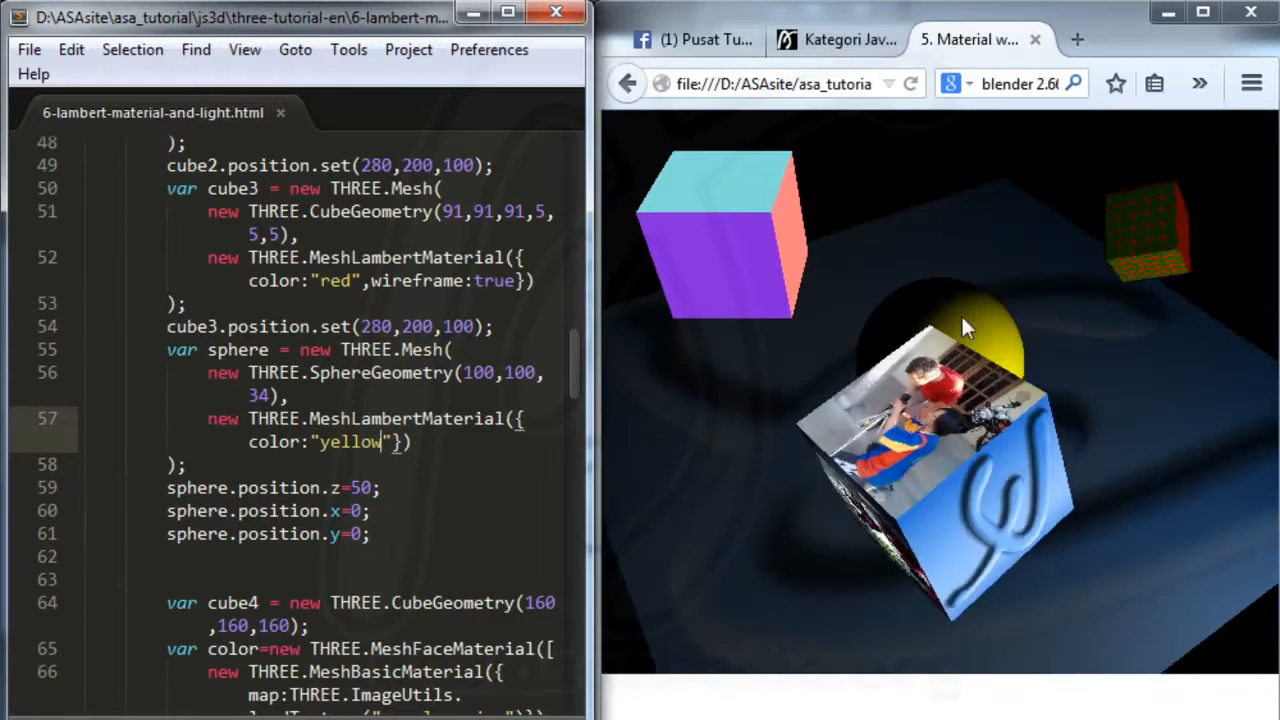 D:\ASAsite\asa_tutorial\js3d\three-tutorial-en\6-lambert-m...
File Edit Selection Find View Goto Tools Project Preferences
Help
6-lambert-material-and-light.html
48 );
49 cube2.position.set(280,200,100);
50 var cube3 = new THREE.Mesh(
51 new THREE.CubeGeometry(91,91,91,5,
5,5),
52 new THREE.MeshLambertMaterial({
color:"red",wireframe:true})
53 );
54 cube3.position.set(280,200,100);
55 var sphere = new THREE.Mesh(
56 new THREE.SphereGeometry(100,100,
34),
57 new THREE.MeshLambertMaterial({
color:"yellow"})
58 );
59 sphere.position.z=50;
60 sphere.position.x=0;
61 sphere.position.y=0;
62
63
64 var cube4 = new THREE.CubeGeometry(160
,160,160);
65 var color=new THREE.MeshFaceMaterial([
66 new THREE.MeshBasicMaterial({
map:THREE.ImageUtils.
(1) Pusat Tu... Kategori Jav... 5. Material w...
file:///D:/ASAsite/asa_tutoria blender 2.6